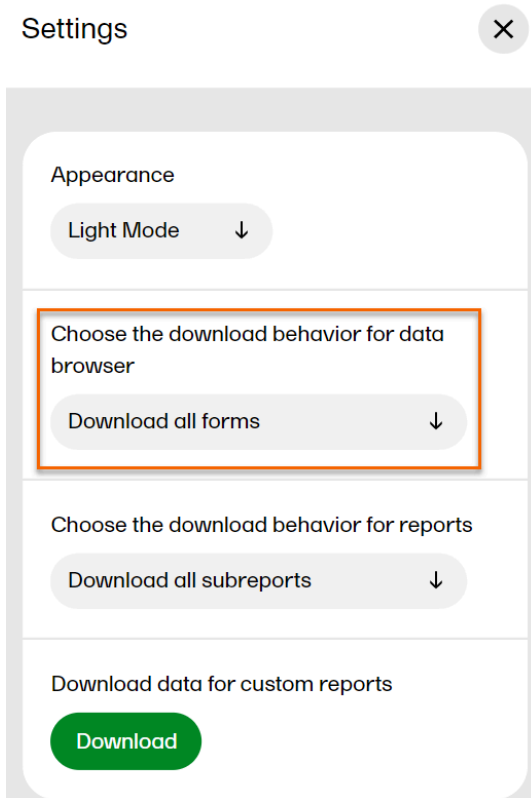 Settings
Appearance
Light Mode
Choose the download behavior for data
browser
Download all forms
Choose the download behavior for reports
Download all subreports
Download data for custom reports
Download